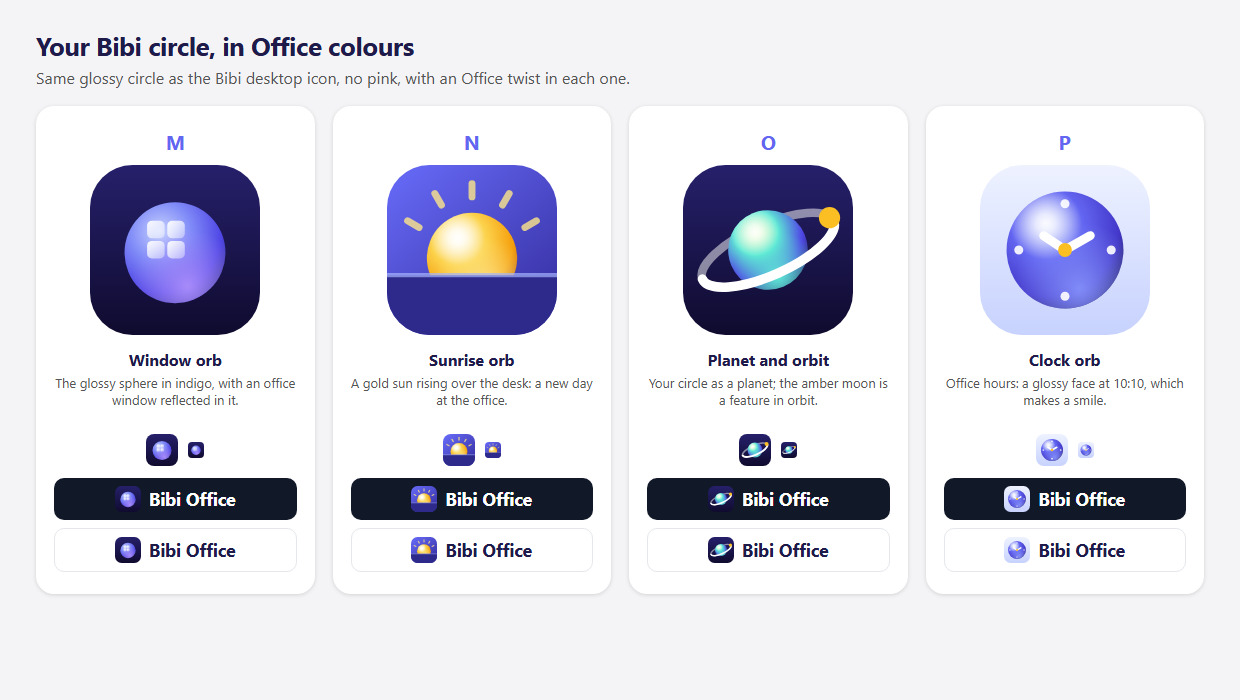 Your Bibi circle, in Office colours
Same glossy circle as the Bibi desktop icon, no pink, with an Office twist in each one.
M
Window orb
The glossy sphere in indigo, with an office
window reflected in it.
Bibi Office
Bibi Office
N
Sunrise orb
A gold sun rising over the desk: a new day
at the office.
Bibi Office
Bibi Office
O
Planet and orbit
Your circle as a planet; the amber moon is
a feature in orbit.
Bibi Office
Bibi Office
P
Clock orb
Office hours: a glossy face at 10:10, which
makes a smile.
Bibi Office
Bibi Office